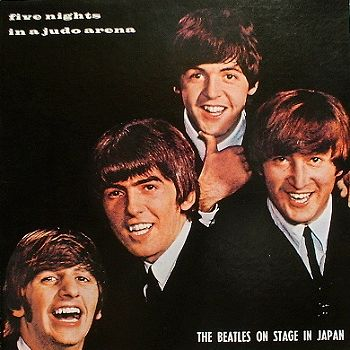 five nights
in a judo arena
THE BEATLES ON STAGE IN JAPAN